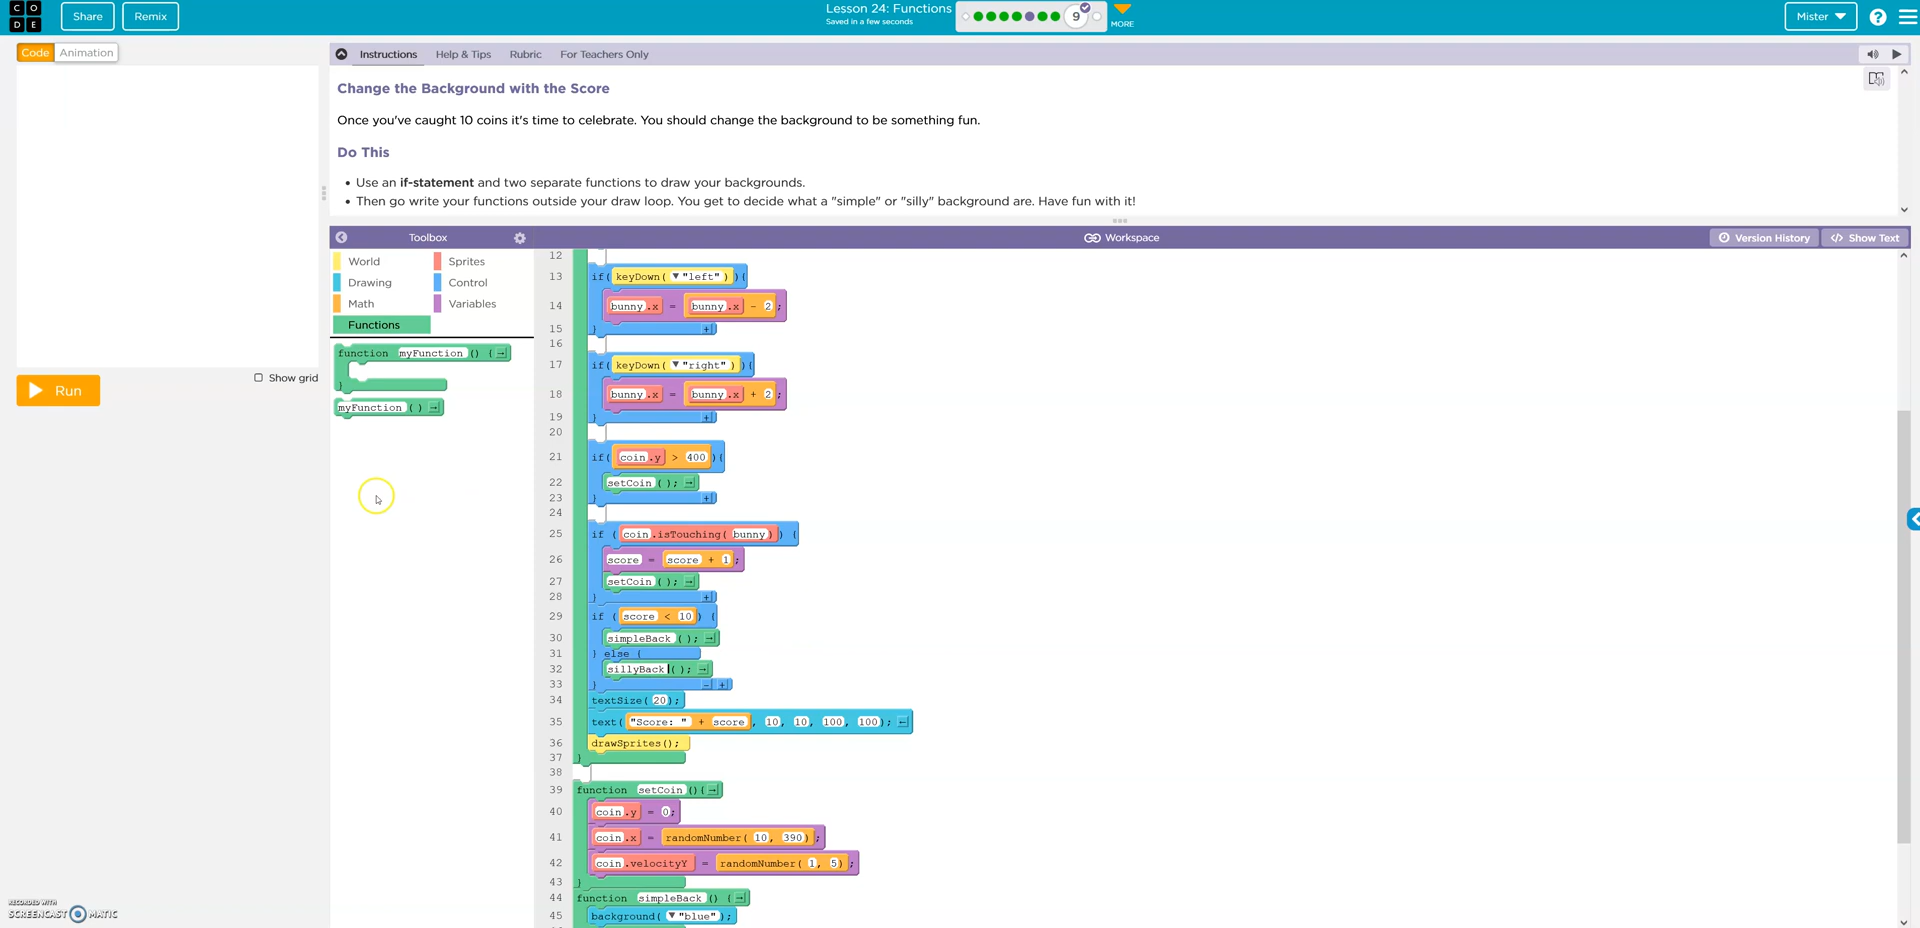 CO
DE
Share
Remix
Lesson 24: Functions
Saved in a few seconds
9
MORE
Mister
?
Code
Animation
Instructions
Help & Tips
Rubric
For Teachers Only
Change the Background with the Score
Once you've caught 10 coins it's time to celebrate. You should change the background to be something fun.
Do This
• Use an if-statement and two separate functions to draw your backgrounds.
• Then go write your functions outside your draw loop. You get to decide what a "simple" or "silly" background are. Have fun with it!
Toolbox
Workspace
Version History
</> Show Text
World
Sprites
Drawing
Control
Math
Variables
Functions
function myFunction () {
}
myFunction ()
Show grid
Run
12
13 if( keyDown( "left" ) ){
14 bunny .x = bunny .x - 2 ;
15 }
16
17 if( keyDown( "right" ) ){
18 bunny .x = bunny .x + 2 ;
19 }
20
21 if( coin .y > 400 ){
22 setCoin ();
23 }
24
25 if ( coin .isTouching( bunny ) ) {
26 score = score + 1 ;
27 setCoin ();
28 }
29 if ( score < 10 ) {
30 simpleBack ();
31 } else {
32 sillyBack ();
33 }
34 textSize( 20 );
35 text( "Score: " + score , 10, 10, 100, 100);
36 drawSprites();
37 }
38
39 function setCoin (){
40 coin .y = 0;
41 coin .x = randomNumber( 10, 390) ;
42 coin .velocityY = randomNumber( 1, 5) ;
43 }
44 function simpleBack () {
45 background( "blue" );
RECORDED WITH
SCREENCAST MATIC